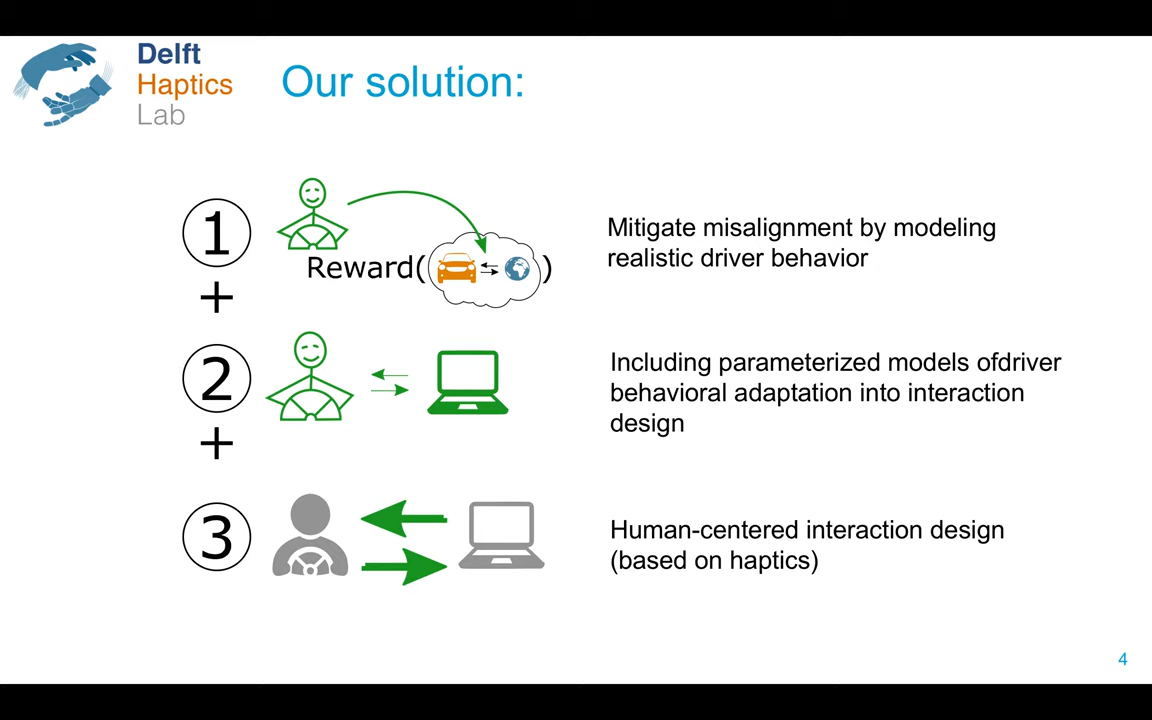 Delft
Haptics
Lab
Our solution:
1
Reward( )
Mitigate misalignment by modeling
realistic driver behavior
+
2
Including parameterized models ofdriver
behavioral adaptation into interaction
design
+
3
Human-centered interaction design
(based on haptics)
4